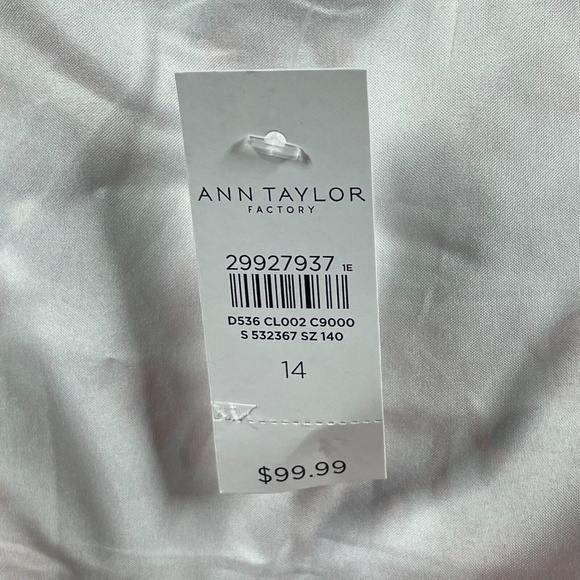 ANN TAYLOR
FACTORY
29927937 1E
D536 CL002 C9000
S 532367 SZ 140
14
$99.99